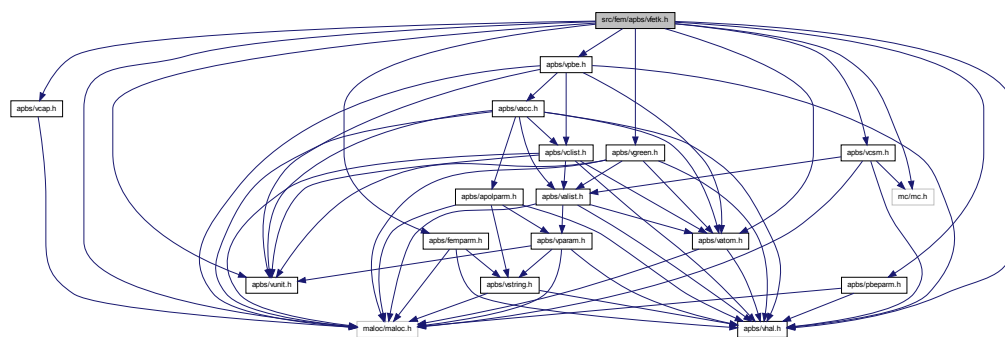 src/fem/apbs/vfetk.h
apbs/vpbe.h
apbs/vcap.h
apbs/vacc.h
apbs/vclist.h
apbs/vgreen.h
apbs/vcsm.h
apbs/apolparm.h
apbs/valist.h
mc/mc.h
apbs/femparm.h
apbs/vparam.h
apbs/vatom.h
apbs/vunit.h
apbs/vstring.h
apbs/pbeparm.h
maloc/maloc.h
apbs/vhal.h